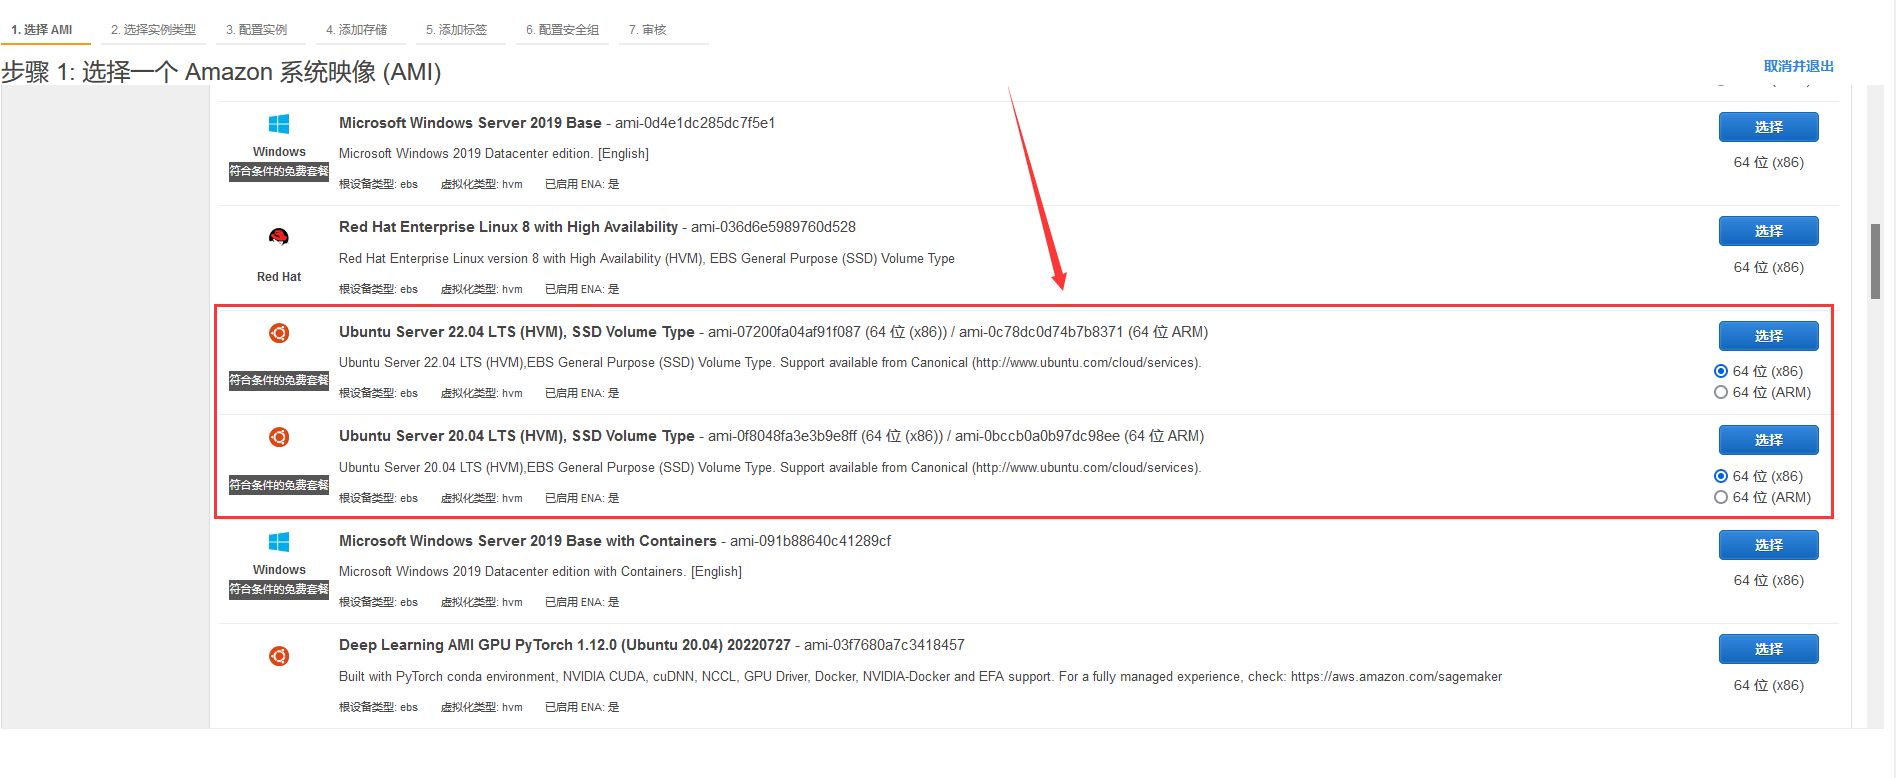 1. 选择 AMI 2. 选择实例类型 3. 配置实例 4. 添加存储 5. 添加标签 6. 配置安全组 7. 审核
步骤 1: 选择一个 Amazon 系统映像 (AMI)
取消并退出
Microsoft Windows Server 2019 Base - ami-0d4e1dc285dc7f5e1
选择
Windows
Microsoft Windows 2019 Datacenter edition. [English]
64 位 (x86)
符合条件的免费套餐
根设备类型: ebs 虚拟化类型: hvm 已启用 ENA: 是
Red Hat Enterprise Linux 8 with High Availability - ami-036d6e5989760d528
选择
Red Hat Enterprise Linux version 8 with High Availability (HVM), EBS General Purpose (SSD) Volume Type
64 位 (x86)
Red Hat
根设备类型: ebs 虚拟化类型: hvm 已启用 ENA: 是
Ubuntu Server 22.04 LTS (HVM), SSD Volume Type - ami-07200fa04af91f087 (64 位 (x86)) / ami-0c78dc0d74b7b8371 (64 位 ARM)
选择
Ubuntu Server 22.04 LTS (HVM),EBS General Purpose (SSD) Volume Type. Support available from Canonical (http://www.ubuntu.com/cloud/services).
64 位 (x86)
符合条件的免费套餐
根设备类型: ebs 虚拟化类型: hvm 已启用 ENA: 是
64 位 (ARM)
Ubuntu Server 20.04 LTS (HVM), SSD Volume Type - ami-0f8048fa3e3b9e8ff (64 位 (x86)) / ami-0bccb0a0b97dc98ee (64 位 ARM)
选择
Ubuntu Server 20.04 LTS (HVM),EBS General Purpose (SSD) Volume Type. Support available from Canonical (http://www.ubuntu.com/cloud/services).
64 位 (x86)
符合条件的免费套餐
根设备类型: ebs 虚拟化类型: hvm 已启用 ENA: 是
64 位 (ARM)
Microsoft Windows Server 2019 Base with Containers - ami-091b88640c41289cf
选择
Windows
Microsoft Windows 2019 Datacenter edition with Containers. [English]
64 位 (x86)
符合条件的免费套餐
根设备类型: ebs 虚拟化类型: hvm 已启用 ENA: 是
Deep Learning AMI GPU PyTorch 1.12.0 (Ubuntu 20.04) 20220727 - ami-03f7680a7c3418457
选择
Built with PyTorch conda environment, NVIDIA CUDA, cuDNN, NCCL, GPU Driver, Docker, NVIDIA-Docker and EFA support. For a fully managed experience, check: https://aws.amazon.com/sagemaker
64 位 (x86)
根设备类型: ebs 虚拟化类型: hvm 已启用 ENA: 是